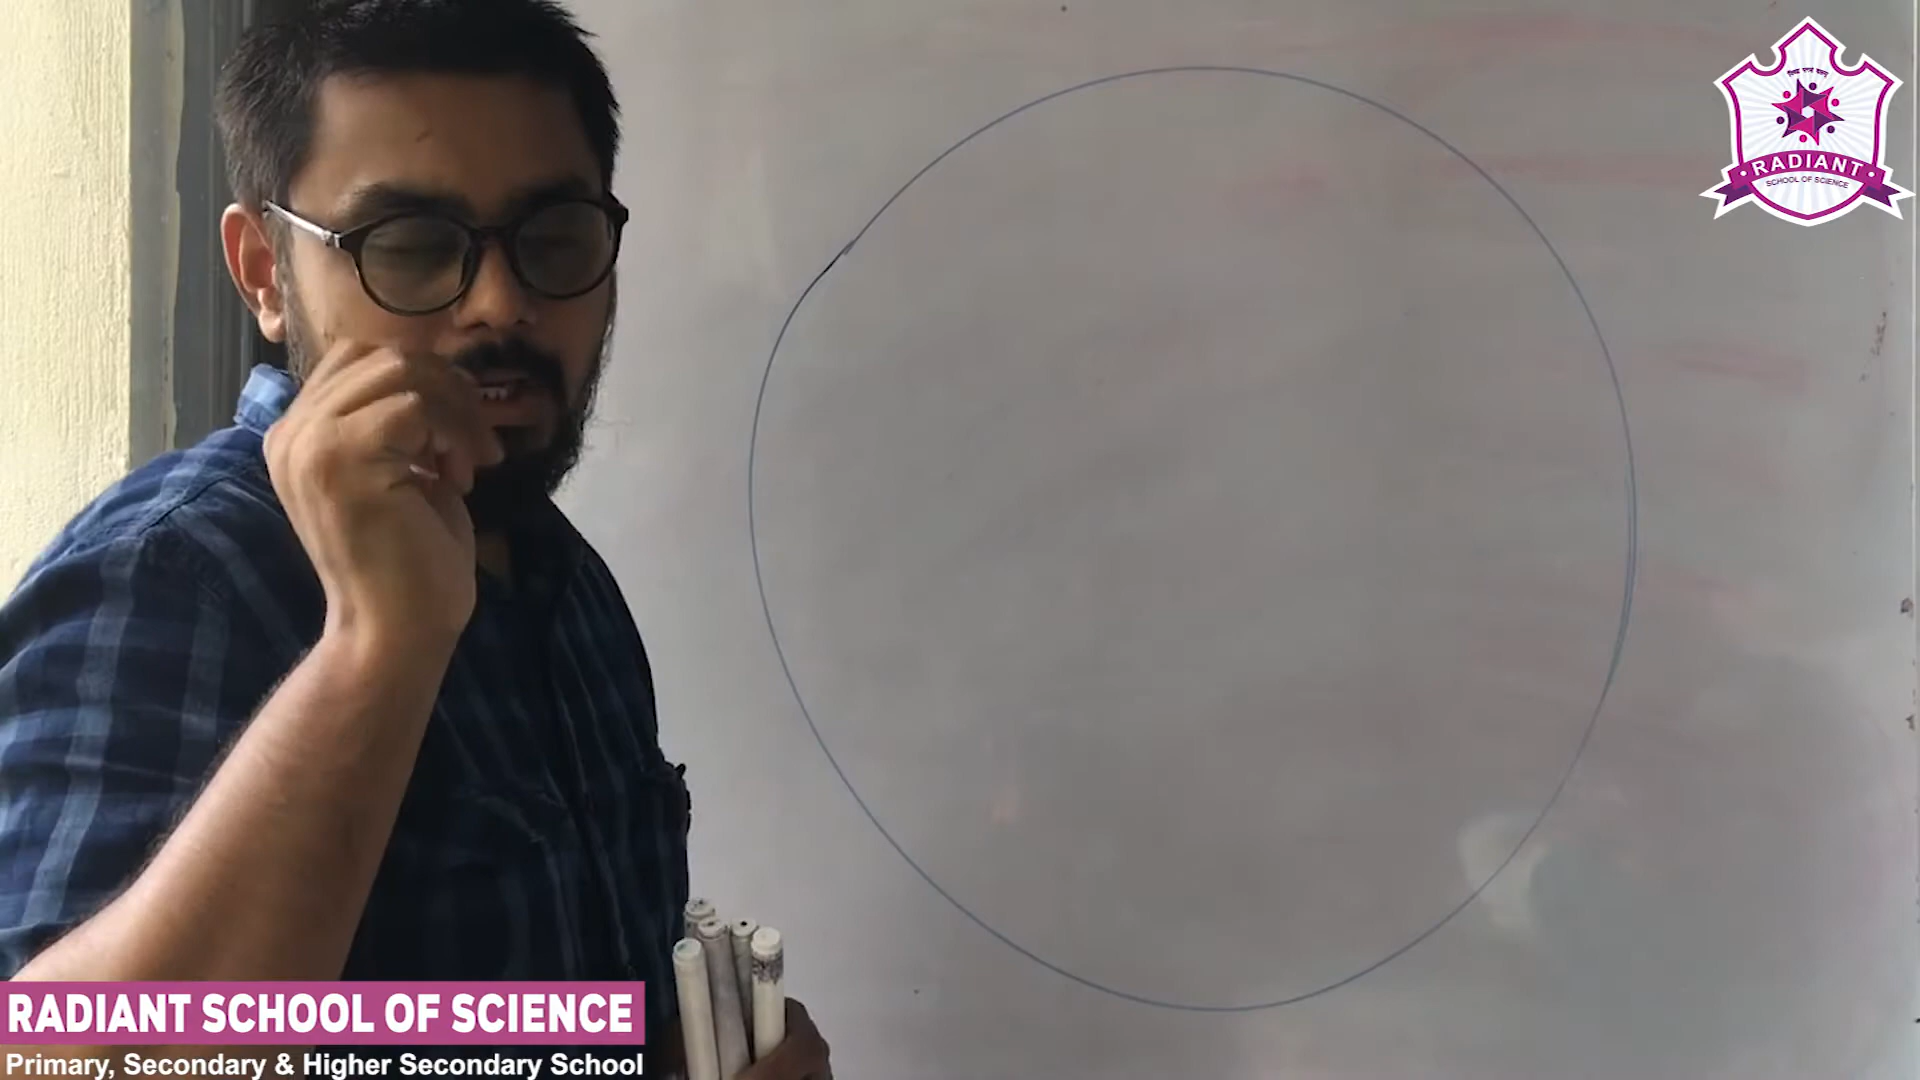 RADIANT
SCHOOL OF SCIENCE
RADIANT SCHOOL OF SCIENCE
Primary, Secondary & Higher Secondary School